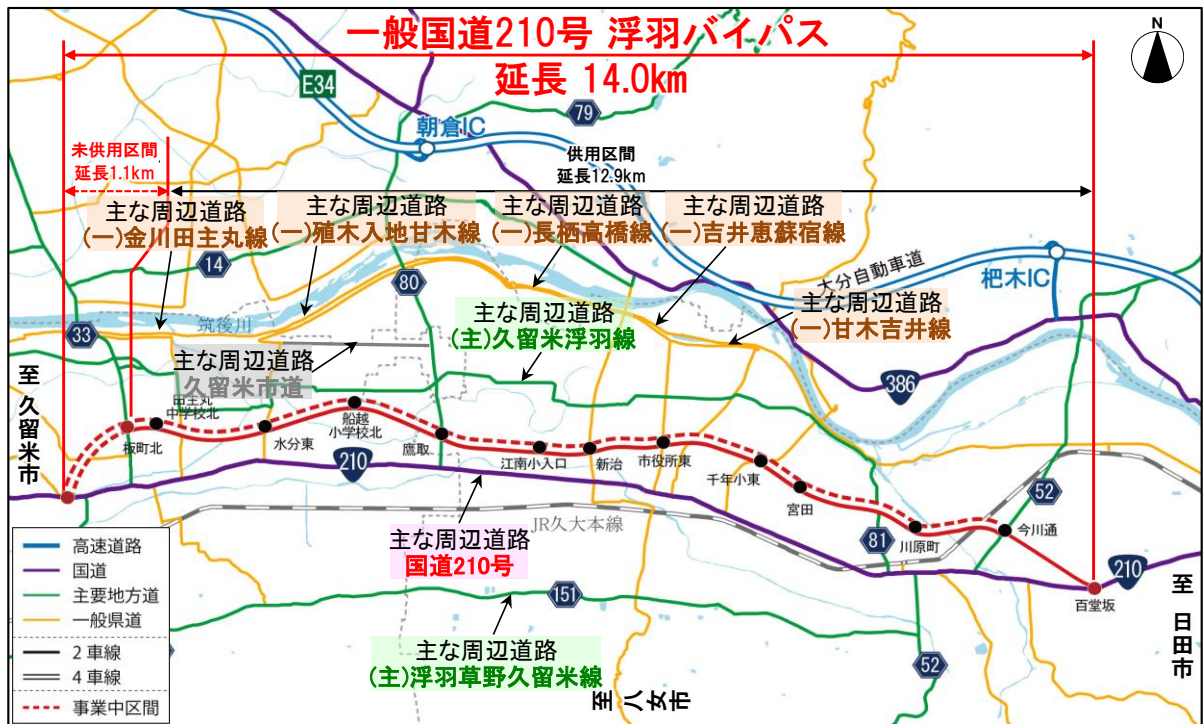 一般国道210号 浮羽バイパス
延長 14.0km
N
E34
79
朝倉IC
未供用区間
延長1.1km
供用区間
延長12.9km
主な周辺道路
(一)金川田主丸線
主な周辺道路
(一)殖木入地甘木線
主な周辺道路
(一)長栖高橋線
主な周辺道路
(一)吉井恵蘇宿線
14
80
大分自動車道
杷木IC
主な周辺道路
(一)甘木吉井線
33
筑後川
主な周辺道路
(主)久留米浮羽線
主な周辺道路
久留米市道
386
至 久留米市
田主丸
中学校北
板町北
水分東
船越
小学校北
鷹取
江南小入口
新治
市役所東
千年小東
宮田
210
52
川原町
今川通
81
JR久大本線
主な周辺道路
国道210号
210
百堂坂
至 日田市
151
主な周辺道路
(主)浮羽草野久留米線
52
至八女市
高速道路
国道
主要地方道
一般県道
2車線
4車線
事業中区間